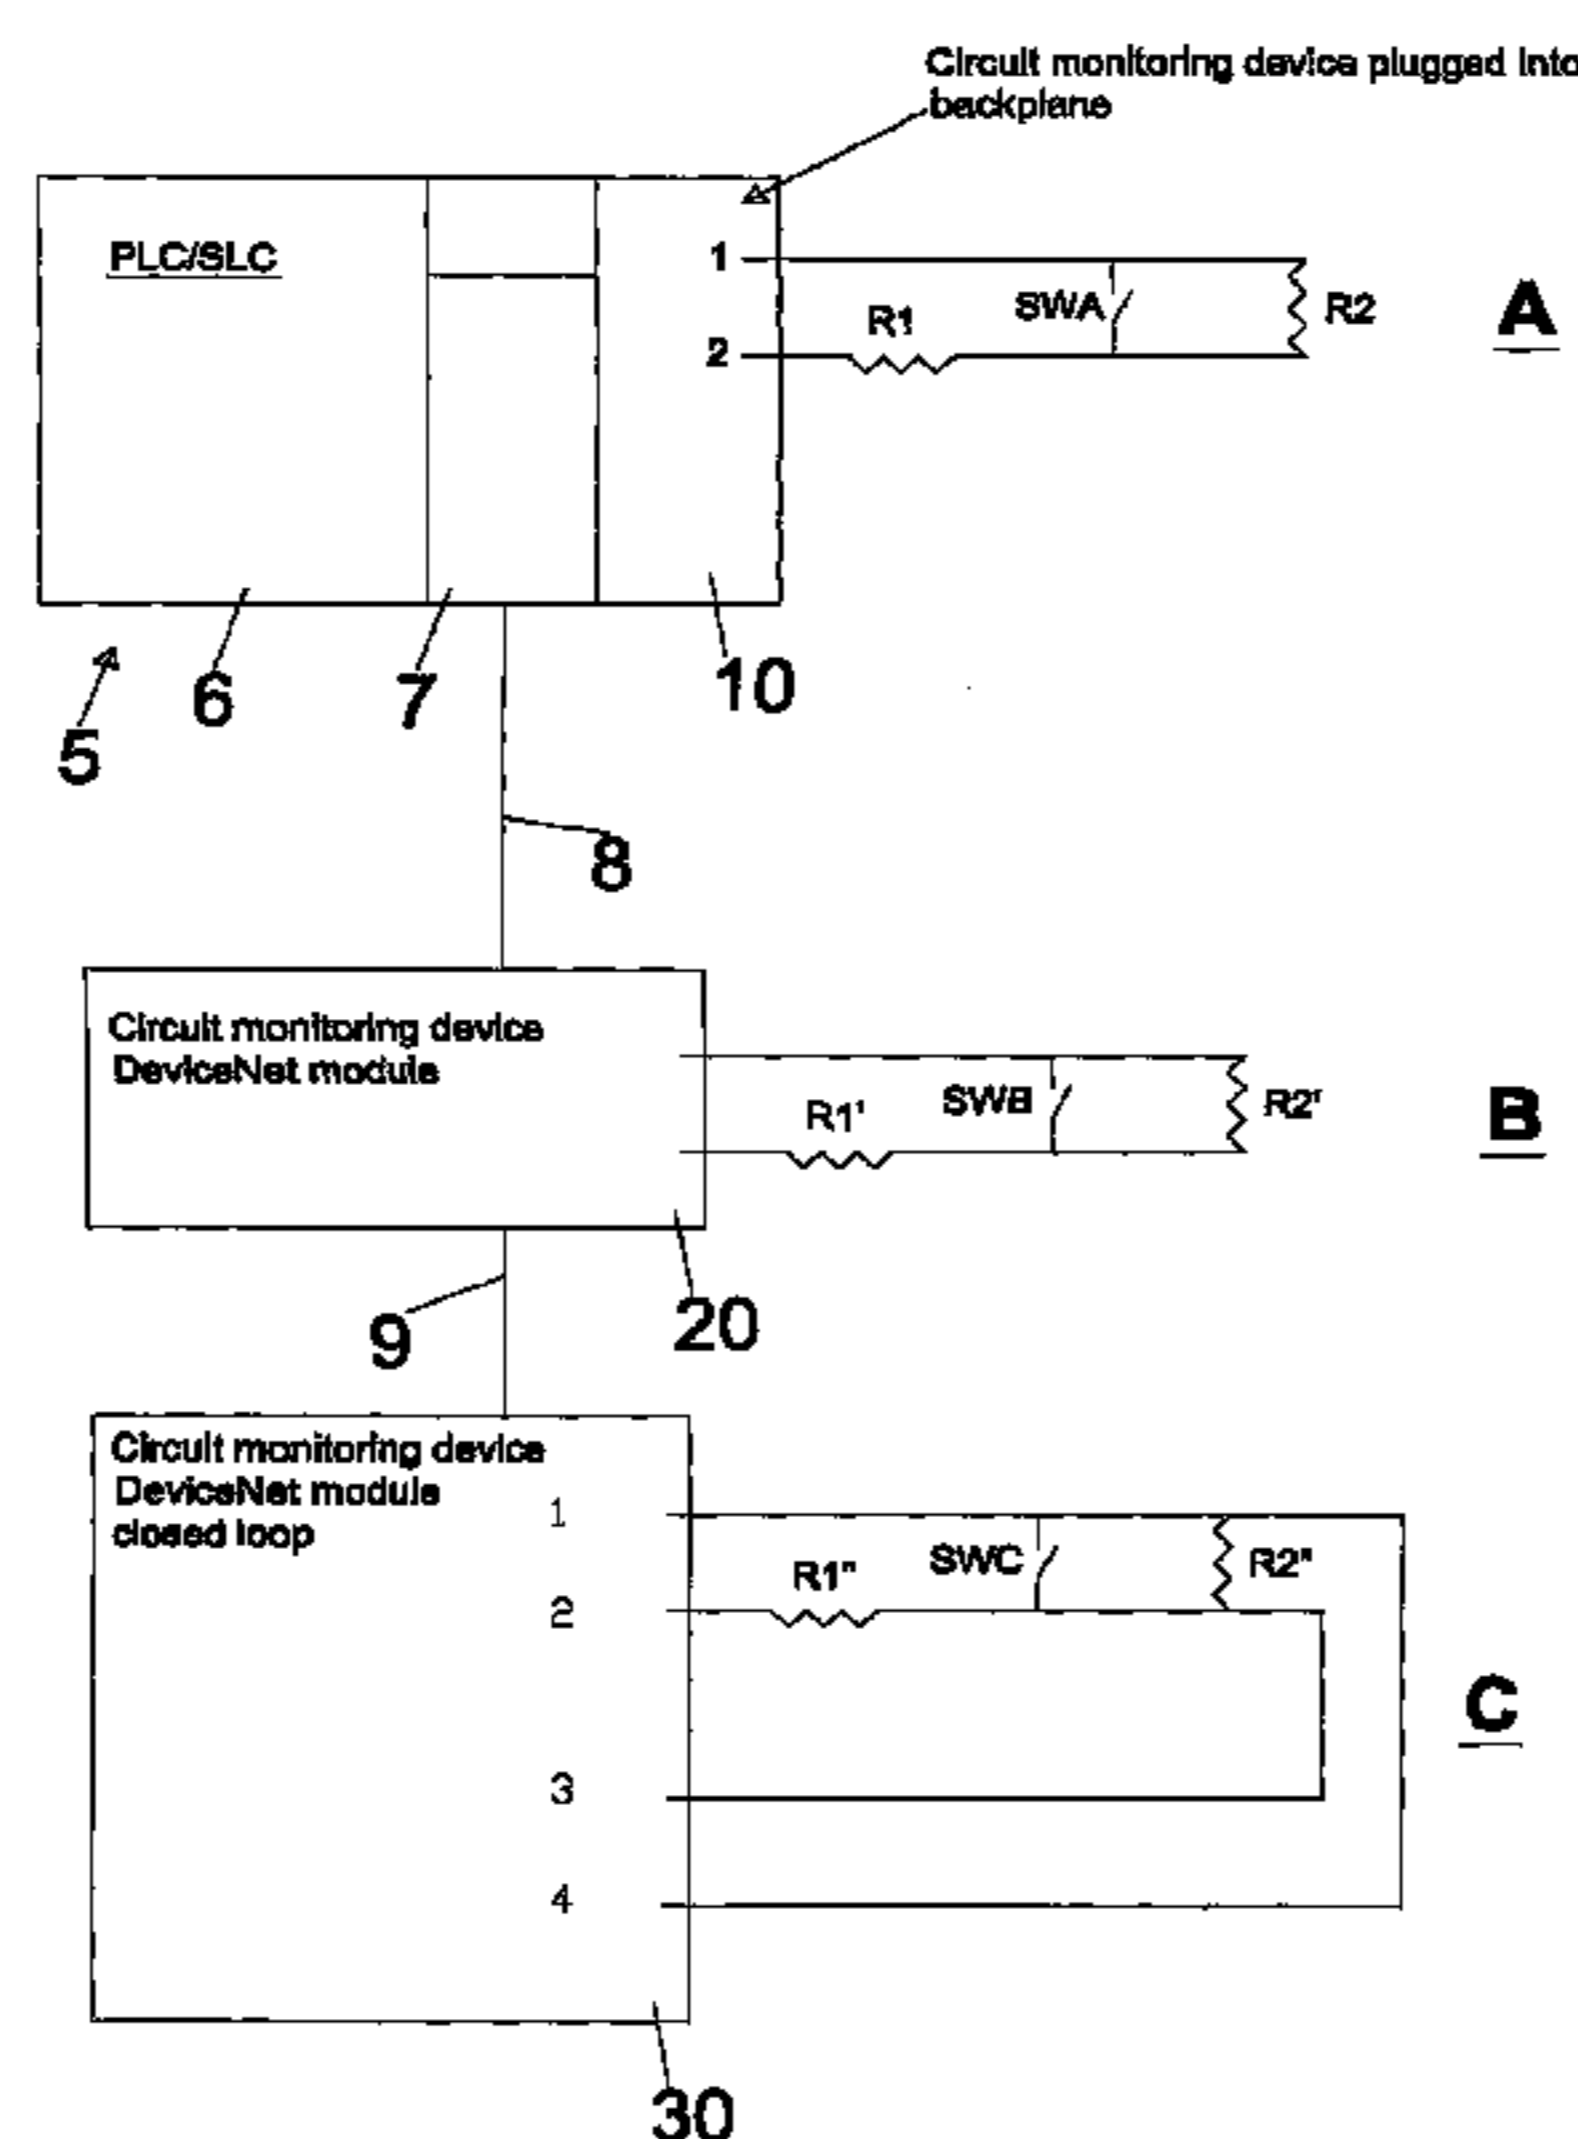 Circuit monitoring device plugged into
backplane
PLC/SLC
1
2
R1
SWA
R2
A
5
6
7
10
8
Circuit monitoring device
DeviceNet module
R1'
SWB
R2'
B
9
20
Circuit monitoring device
DeviceNet module
closed loop
1
2
3
4
R1"
SWC
R2"
C
30